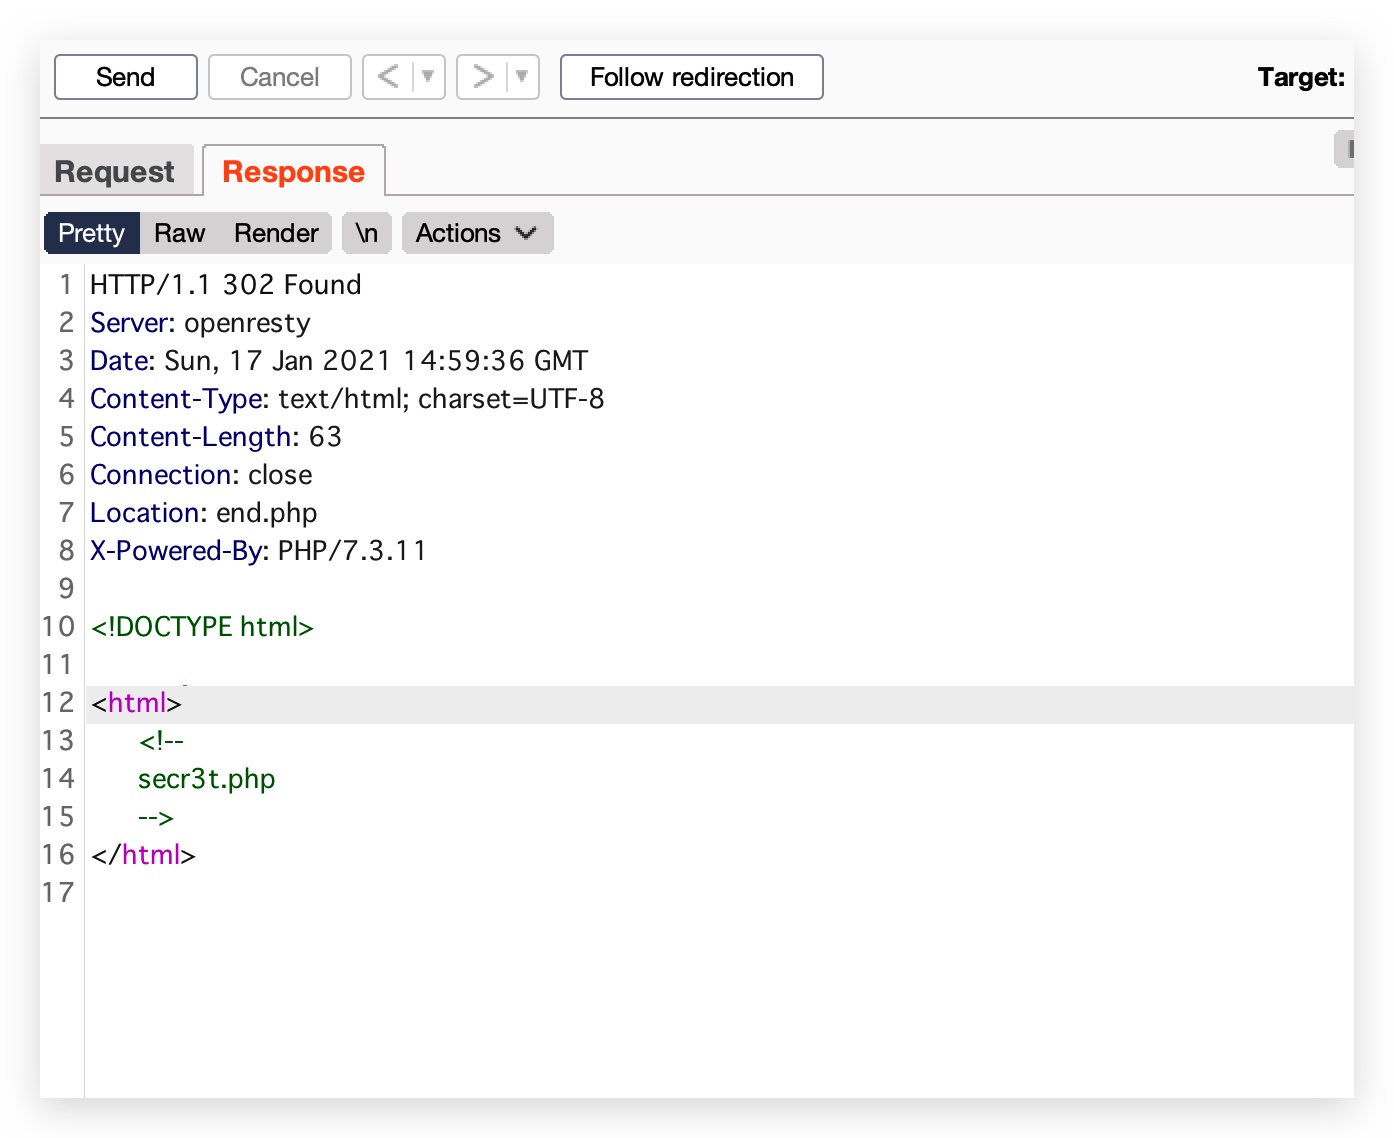 Send Cancel < ▼ > ▼ Follow redirection Target:
Request Response
Pretty Raw Render \n Actions
1 HTTP/1.1 302 Found
2 Server: openresty
3 Date: Sun, 17 Jan 2021 14:59:36 GMT
4 Content-Type: text/html; charset=UTF-8
5 Content-Length: 63
6 Connection: close
7 Location: end.php
8 X-Powered-By: PHP/7.3.11
9
10 <!DOCTYPE html>
11
12 <html>
13 <!--
14 secr3t.php
15 -->
16 </html>
17